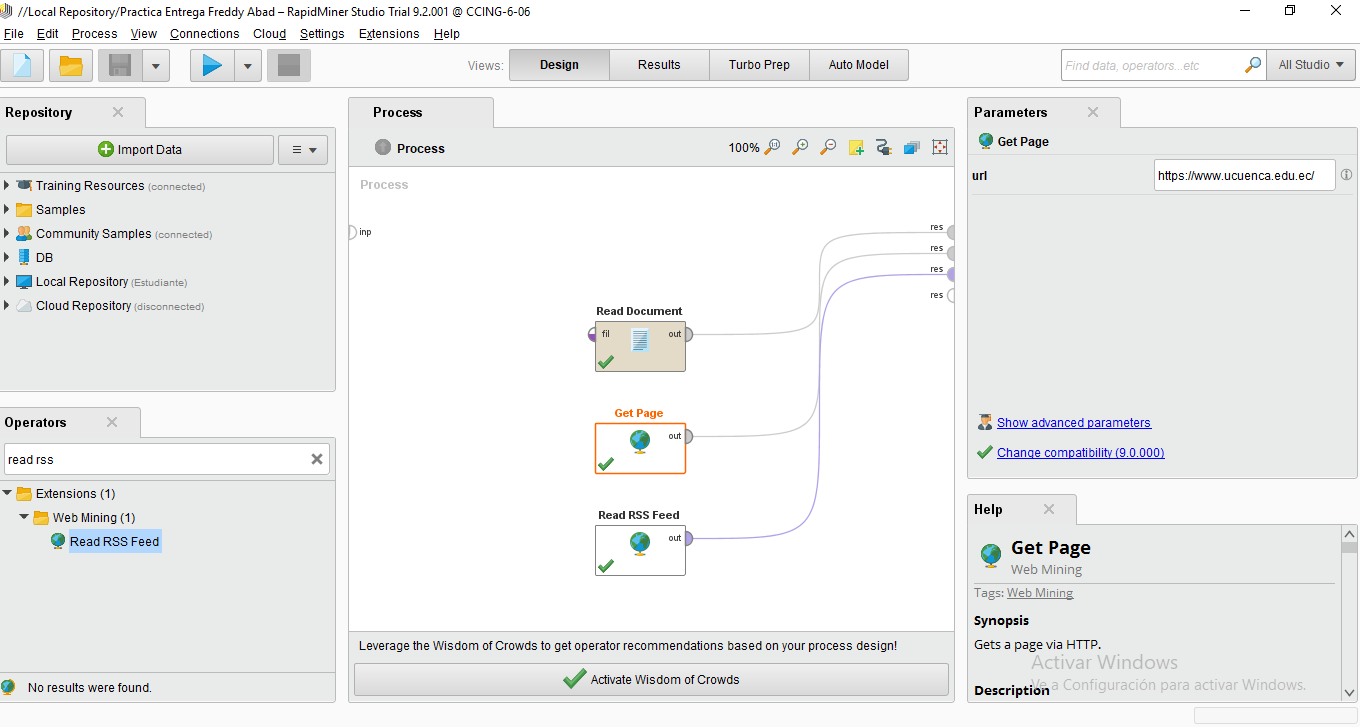 //Local Repository/Practica Entrega Freddy Abad – RapidMiner Studio Trial 9.2.001 @ CCING-6-06
File Edit Process View Connections Cloud Settings Extensions Help
Views: Design Results Turbo Prep Auto Model
Find data, operators...etc All Studio
Repository
Import Data
Training Resources (connected)
Samples
Community Samples (connected)
DB
Local Repository (Estudiante)
Cloud Repository (disconnected)
Operators
read rss
Extensions (1)
Web Mining (1)
Read RSS Feed
No results were found.
Process
Process
100%
Process
inp
res
res
res
res
Read Document
fil out
Get Page
out
Read RSS Feed
out
Leverage the Wisdom of Crowds to get operator recommendations based on your process design!
Activate Wisdom of Crowds
Parameters
Get Page
url https://www.ucuenca.edu.ec/
Show advanced parameters
Change compatibility (9.0.000)
Help
Get Page
Web Mining
Tags: Web Mining
Synopsis
Gets a page via HTTP.
Activar Windows
Ve a Configuración para activar Windows.
Description